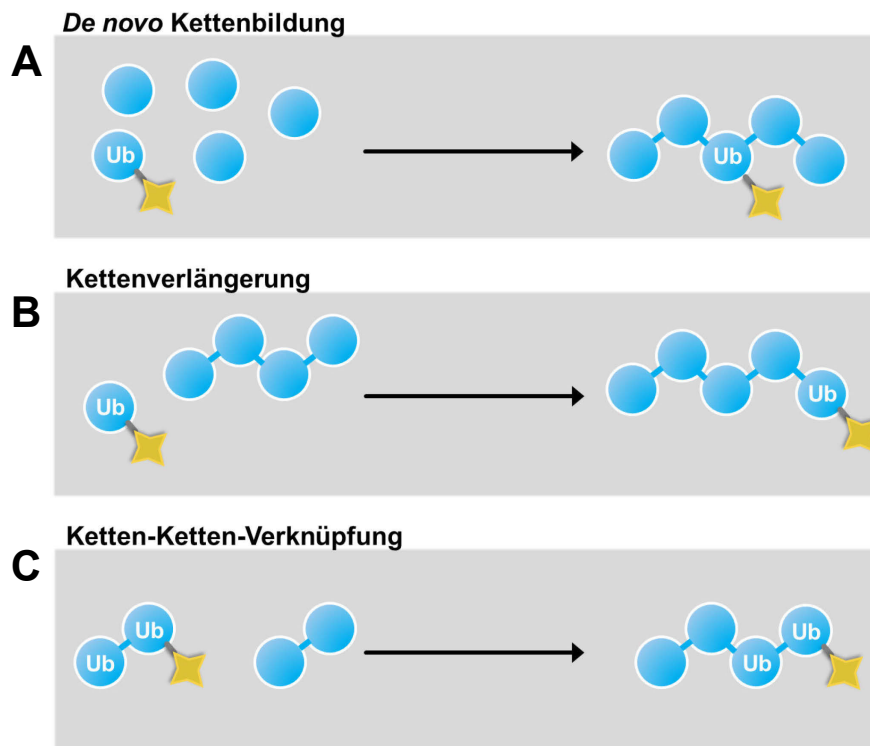 De novo Kettenbildung
A
Ub
Ub
Kettenverlängerung
B
Ub
Ub
Ketten-Ketten-Verknüpfung
C
Ub
Ub
Ub
Ub